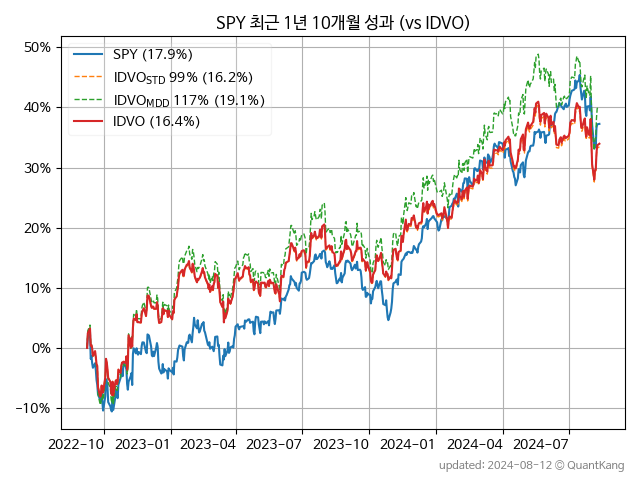 SPY 최근 1년 10개월 성과 (vs IDVO)
SPY (17.9%)
IDVO_STD 99% (16.2%)
IDVO_MDD 117% (19.1%)
IDVO (16.4%)
50%
40%
30%
20%
10%
0%
−10%
2022−10 2023−01 2023−04 2023−07 2023−10 2024−01 2024−04 2024−07
updated: 2024−08−12 © QuantKang